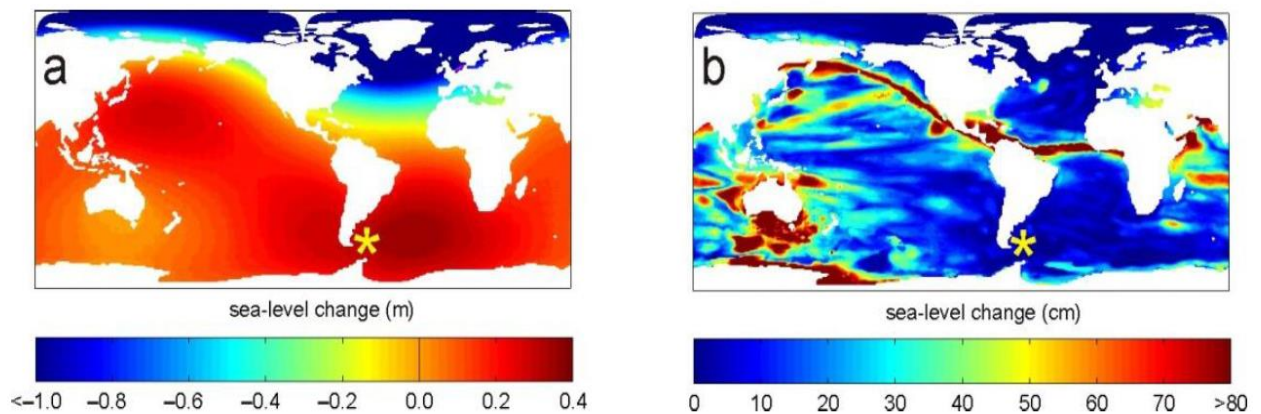 a
b
*
*
sea-level change (m)
sea-level change (cm)
<–1.0 –0.8 –0.6 –0.4 –0.2 0.0 0.2 0.4
0 10 20 30 40 50 60 70 >80